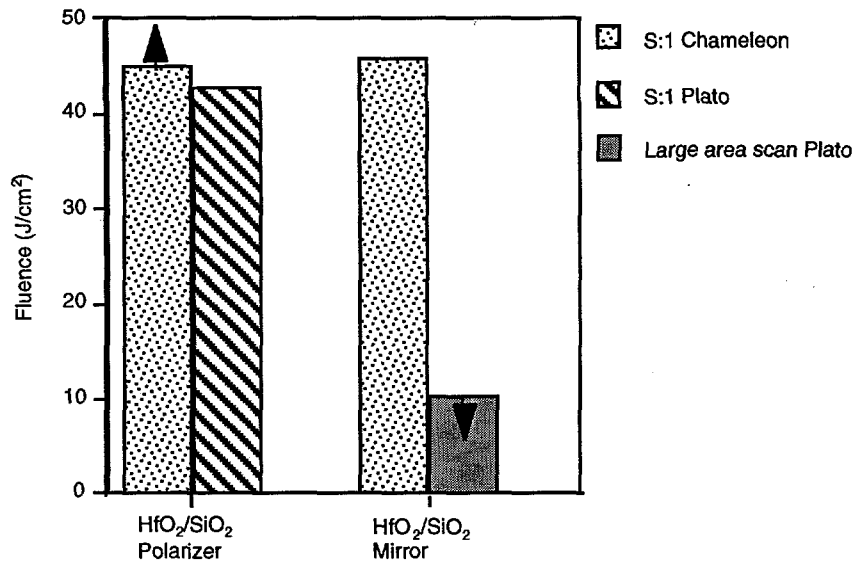 50
40
30
20
10
0
Fluence (J/cm²)
HfO₂/SiO₂
Polarizer
HfO₂/SiO₂
Mirror
S:1 Chameleon
S:1 Plato
Large area scan Plato